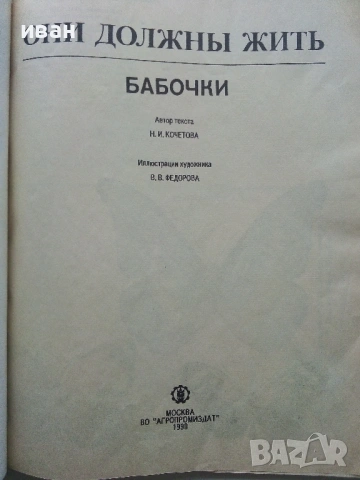 иван
ОНИ ДОЛЖНЫ ЖИТЬ
БАБОЧКИ
Автор текста
Н. И. КОЧЕТОВА
Иллюстрации художника
В. В. ФЕДОРОВА
МОСКВА
ВО "АГРОПРОМИЗДАТ"
1990
BAZAR